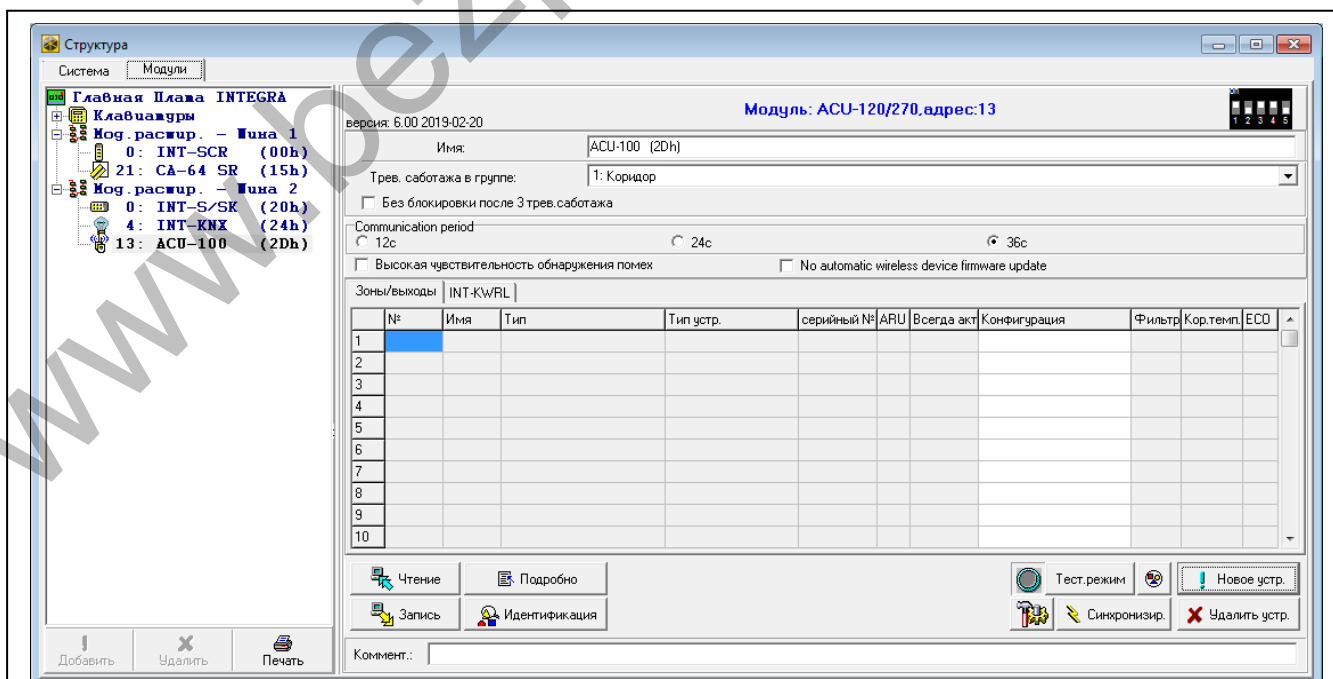 Структура
Система Модули
Главная Плата INTEGRA
Клавиатуры
Мод.расшир. – Шина 1
0: INT-SCR (00h)
21: CA-64 SR (15h)
Мод.расшир. – Шина 2
0: INT-S/SK (20h)
4: INT-KNX (24h)
13: ACU-100 (2Dh)
Добавить Удалить Печать
версия: 6.00 2019-02-20
Модуль: ACU-120/270,адрес:13
1 2 3 4 5
Имя: ACU-100 (2Dh)
Трев. саботажа в группе: 1: Коридор
Без блокировки после 3 трев.саботажа
Communication period
12с 24с 36с
Высокая чувствительность обнаружения помех No automatic wireless device firmware update
Зоны/выходы INT-KWRL
№ Имя Тип Тип устр. серийный № ARU Всегда акт Конфигурация Фильтр Кор.темп. ECO
1
2
3
4
5
6
7
8
9
10
Чтение Подробно Тест.режим Новое устр.
Запись Идентификация Синхронизир. Удалить устр.
Коммент.:
www.bez